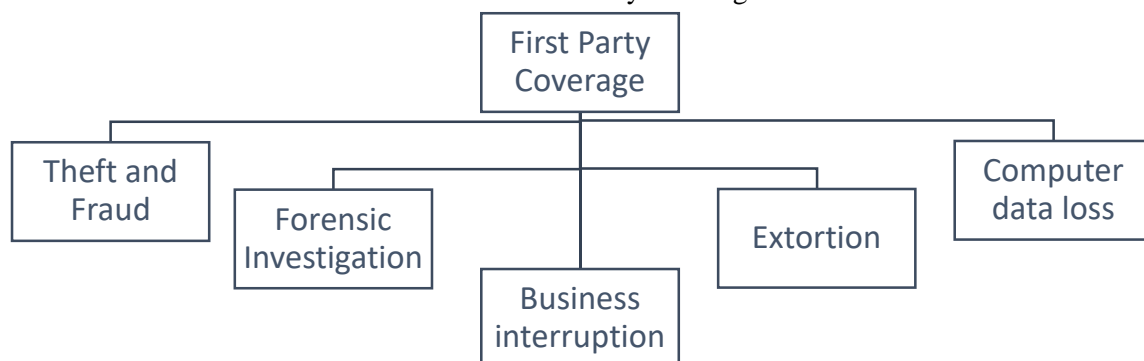 First Party
Coverage
Theft and
Fraud
Forensic
Investigation
Business
interruption
Extortion
Computer
data loss